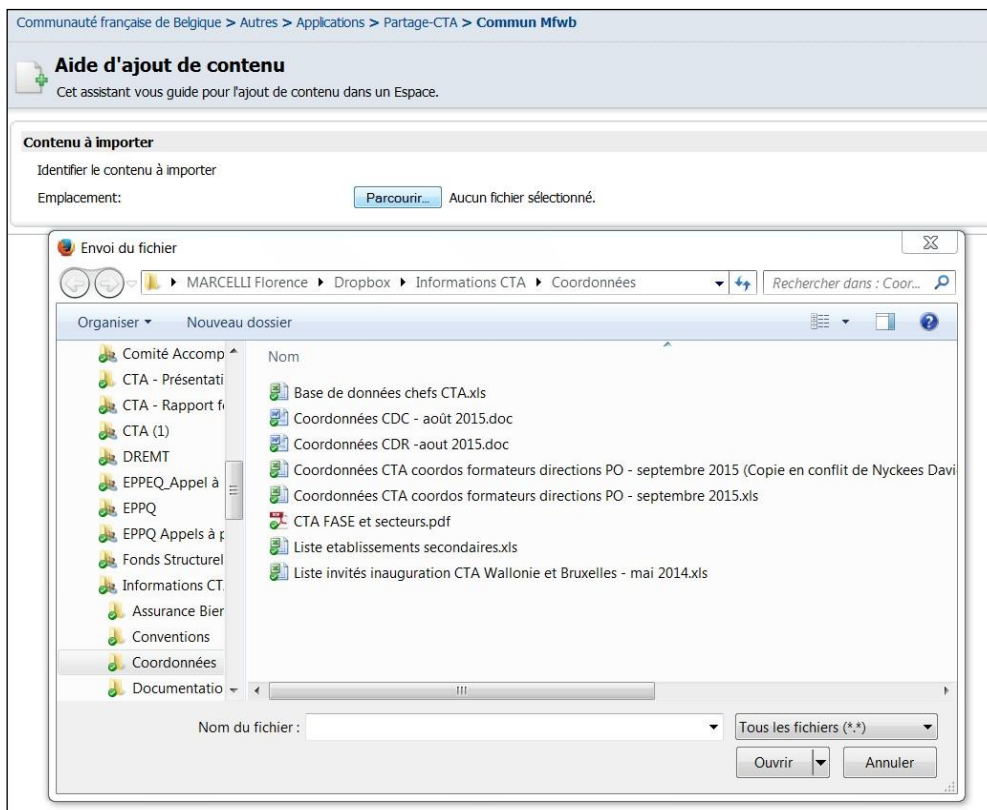 Communauté française de Belgique > Autres > Applications > Partage-CTA > Commun Mfwb
Aide d'ajout de contenu
Cet assistant vous guide pour l'ajout de contenu dans un Espace.
Contenu à importer
Identifier le contenu à importer
Emplacement: Parcourir... Aucun fichier sélectionné.
Envoi du fichier
MARCELLI Florence Dropbox Informations CTA Coordonnées Rechercher dans : Coor...
Organiser Nouveau dossier
Comité Accomp
CTA - Présentati
CTA - Rapport f
CTA (1)
DREMT
EPPEQ_Appel à
EPPQ
EPPQ Appels à p
Fonds Structurel
Informations CT
Assurance Bier
Conventions
Coordonnées
Documentatio
Nom
Base de données chefs CTA.xls
Coordonnées CDC - août 2015.doc
Coordonnées CDR -aout 2015.doc
Coordonnées CTA coordos formateurs directions PO - septembre 2015 (Copie en conflit de Nyckees Davi
Coordonnées CTA coordos formateurs directions PO - septembre 2015.xls
CTA FASE et secteurs.pdf
Liste etablissements secondaires.xls
Liste invités inauguration CTA Wallonie et Bruxelles - mai 2014.xls
Nom du fichier : Tous les fichiers (*.*)
Ouvrir Annuler